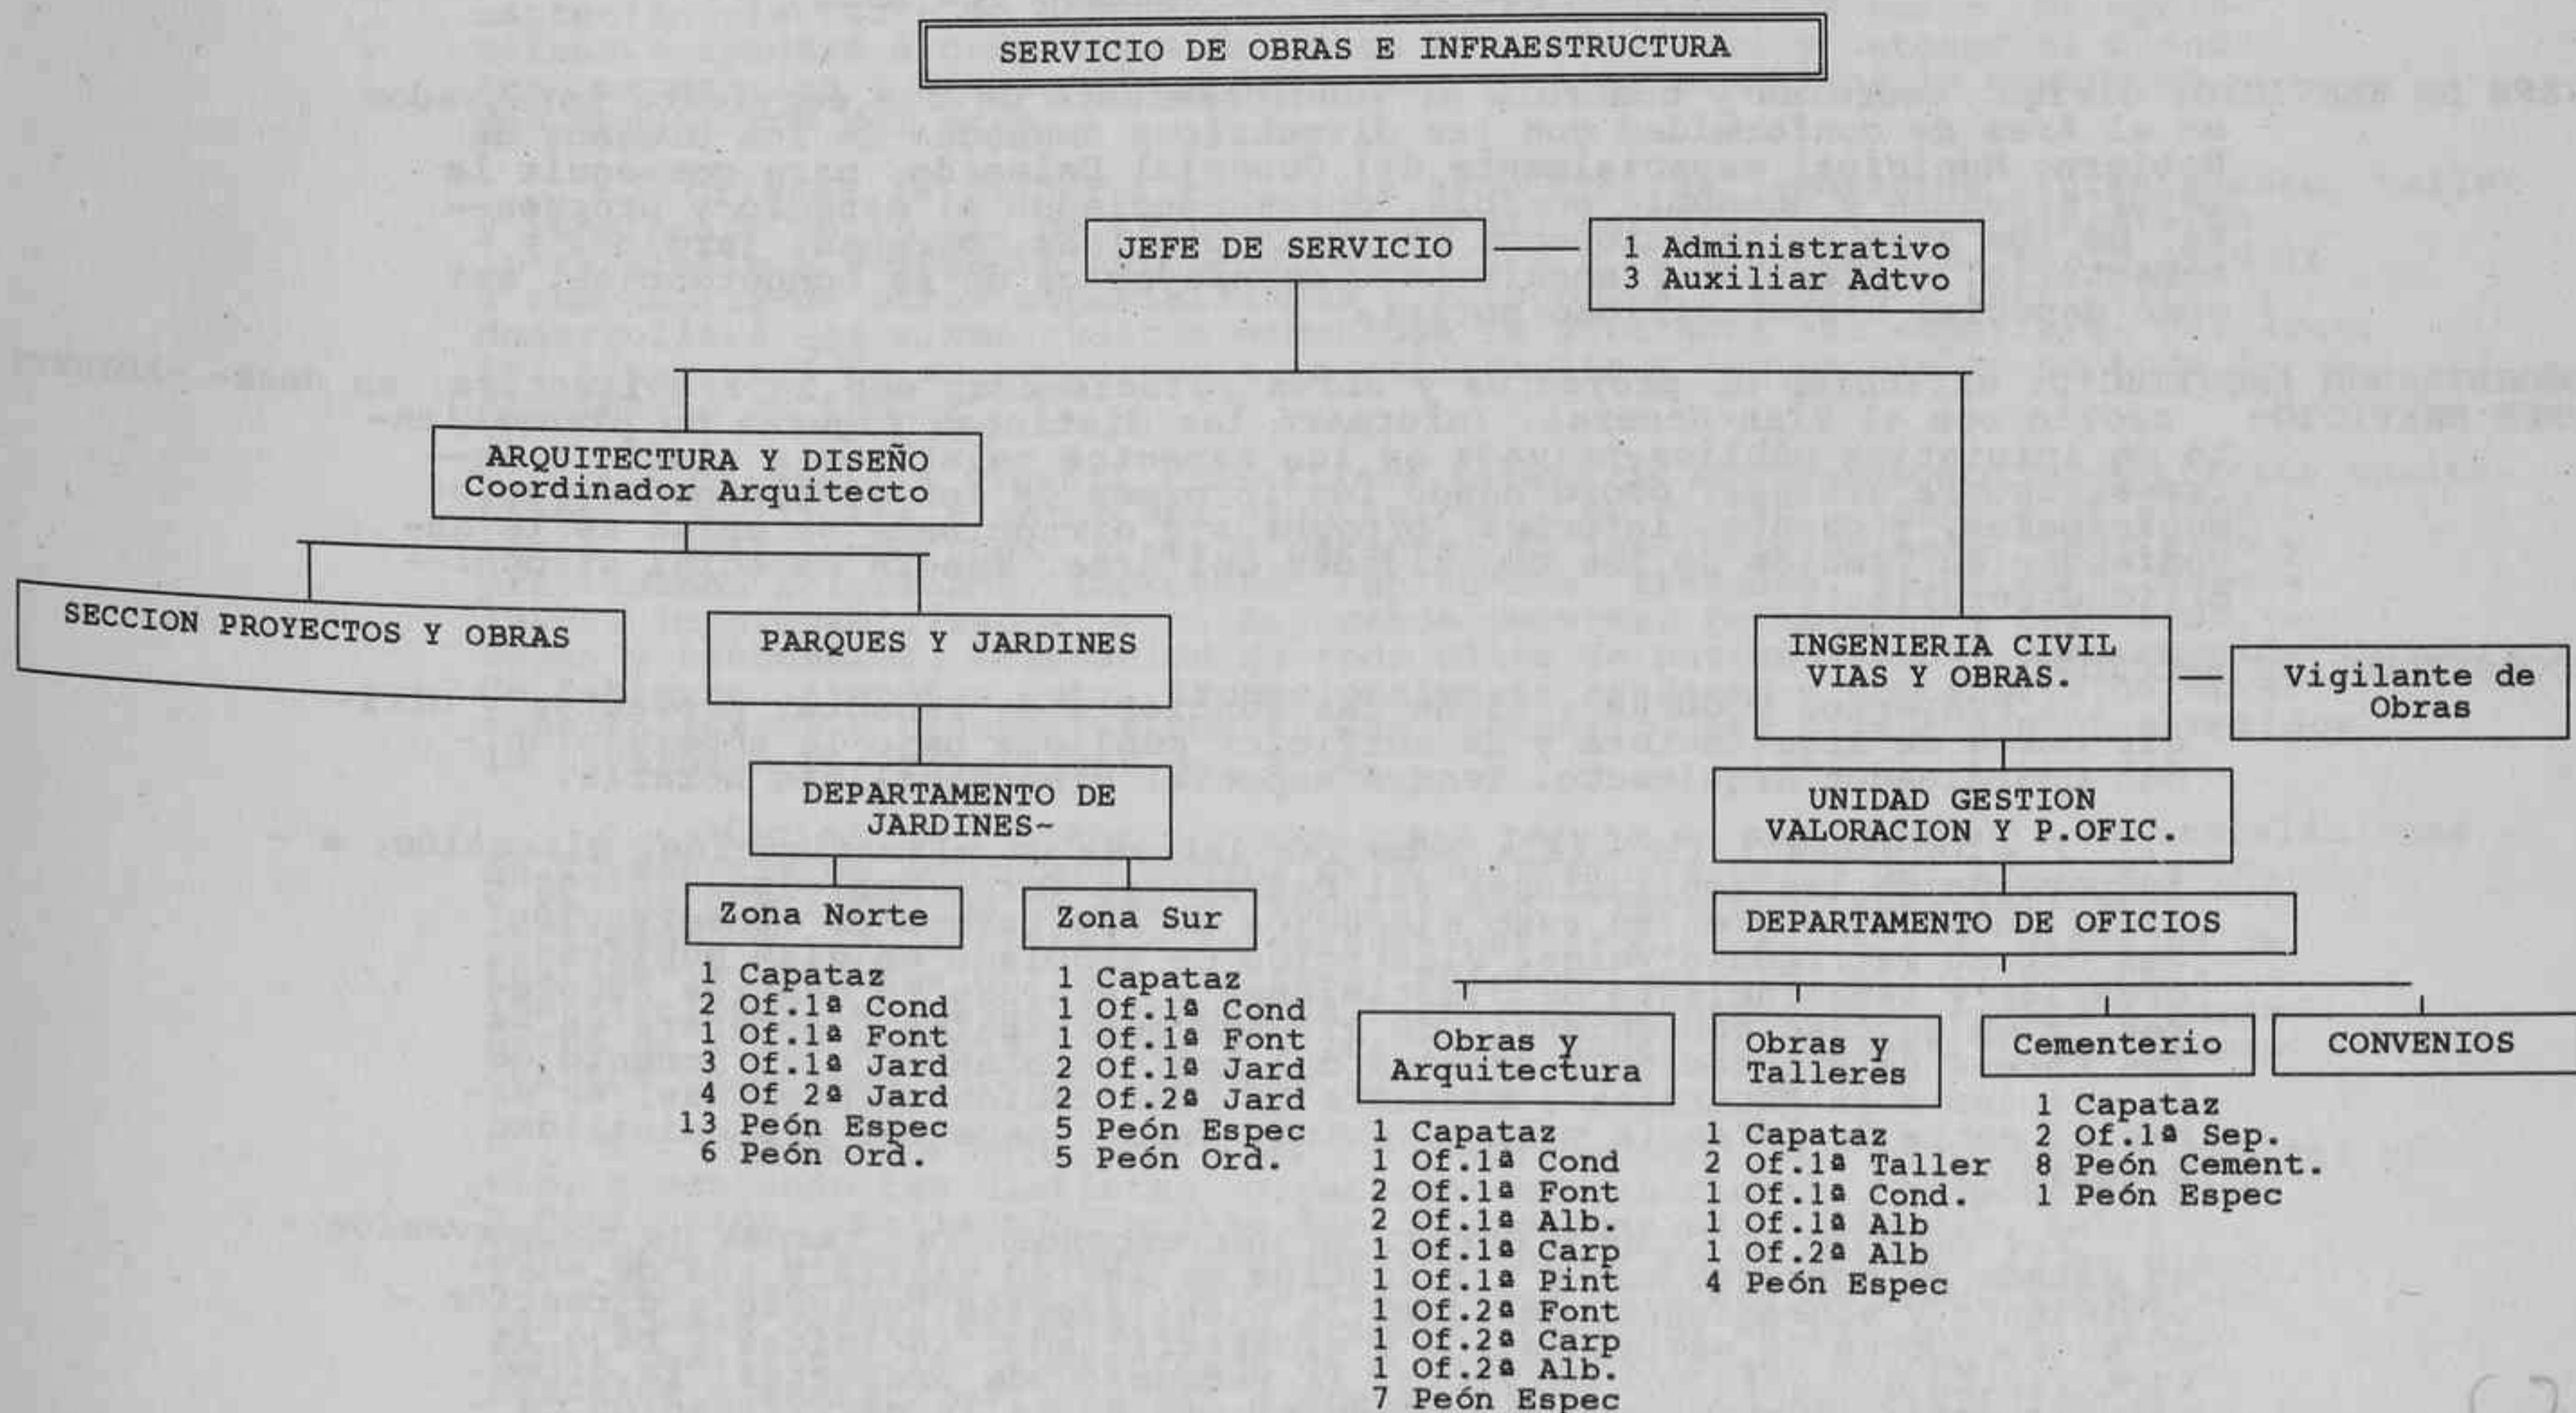 SERVICIO DE OBRAS E INFRAESTRUCTURA
JEFE DE SERVICIO
1 Administrativo
3 Auxiliar Adtvo
ARQUITECTURA Y DISEÑO
Coordinador Arquitecto
SECCION PROYECTOS Y OBRAS
PARQUES Y JARDINES
INGENIERIA CIVIL
VIAS Y OBRAS.
Vigilante de
Obras
DEPARTAMENTO DE
JARDINES~
UNIDAD GESTION
VALORACION Y P.OFIC.
Zona Norte
1 Capataz
2 Of.1ª Cond
1 Of.1ª Font
3 Of.1ª Jard
4 Of 2ª Jard
13 Peón Espec
6 Peón Ord.
Zona Sur
1 Capataz
1 Of.1ª Cond
1 Of.1ª Font
2 Of.1ª Jard
2 Of.2ª Jard
5 Peón Espec
5 Peón Ord.
DEPARTAMENTO DE OFICIOS
Obras y
Arquitectura
1 Capataz
1 Of.1ª Cond
2 Of.1ª Font
2 Of.1ª Alb.
1 Of.1ª Carp
1 Of.1ª Pint
1 Of.2ª Font
1 Of.2ª Carp
1 Of.2ª Alb.
7 Peón Espec
Obras y
Talleres
1 Capataz
2 Of.1ª Taller
1 Of.1ª Cond.
1 Of.1ª Alb
1 Of.2ª Alb
4 Peón Espec
Cementerio
1 Capataz
2 Of.1ª Sep.
8 Peón Cement.
1 Peón Espec
CONVENIOS